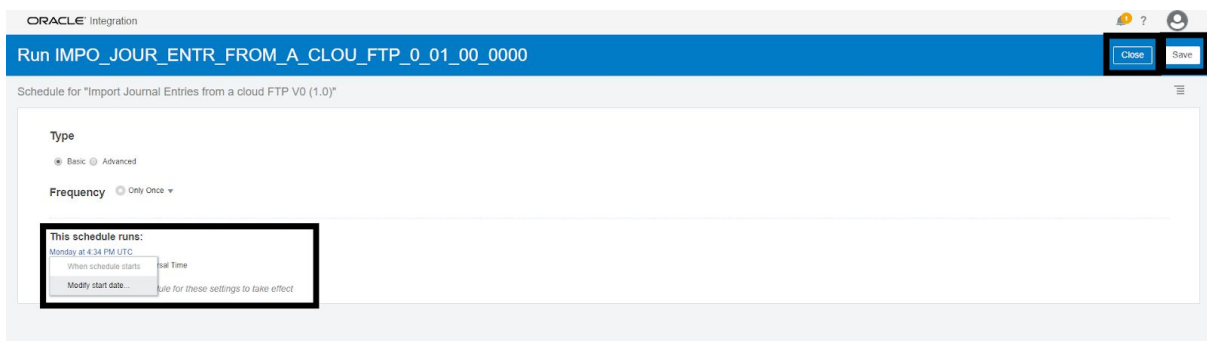 ORACLE® Integration
1 ?
Run IMPO_JOUR_ENTR_FROM_A_CLOU_FTP_0_01_00_0000
Close Save
Schedule for "Import Journal Entries from a cloud FTP V0 (1.0)"
Type
Basic Advanced
Frequency Only Once
This schedule runs:
Monday at 4:34 PM UTC
When schedule starts rsal Time
Modify start date... for these settings to take effect